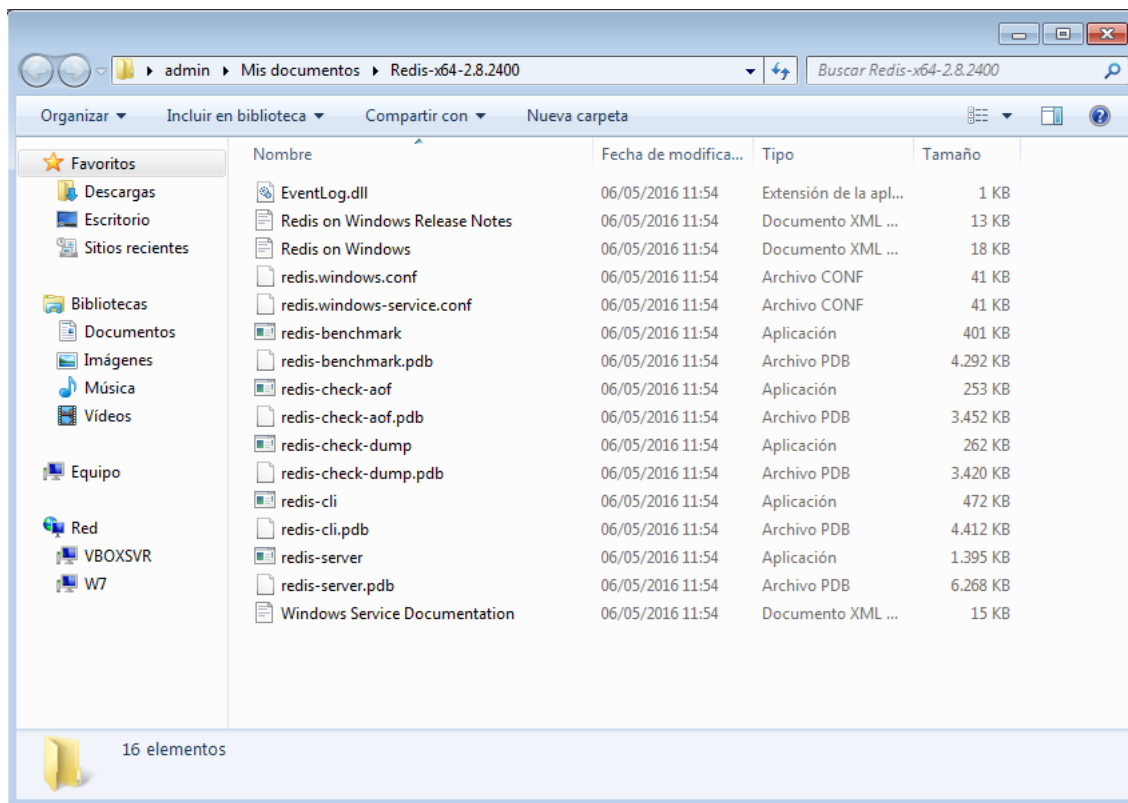 admin Mis documentos Redis-x64-2.8.2400 Buscar Redis-x64-2.8.2400
Organizar Incluir en biblioteca Compartir con Nueva carpeta
Favoritos
Descargas
Escritorio
Sitios recientes
Bibliotecas
Documentos
Imágenes
Música
Vídeos
Equipo
Red
VBOXSVR
W7
Nombre Fecha de modifica... Tipo Tamaño
EventLog.dll 06/05/2016 11:54 Extensión de la apl... 1 KB
Redis on Windows Release Notes 06/05/2016 11:54 Documento XML ... 13 KB
Redis on Windows 06/05/2016 11:54 Documento XML ... 18 KB
redis.windows.conf 06/05/2016 11:54 Archivo CONF 41 KB
redis.windows-service.conf 06/05/2016 11:54 Archivo CONF 41 KB
redis-benchmark 06/05/2016 11:54 Aplicación 401 KB
redis-benchmark.pdb 06/05/2016 11:54 Archivo PDB 4.292 KB
redis-check-aof 06/05/2016 11:54 Aplicación 253 KB
redis-check-aof.pdb 06/05/2016 11:54 Archivo PDB 3.452 KB
redis-check-dump 06/05/2016 11:54 Aplicación 262 KB
redis-check-dump.pdb 06/05/2016 11:54 Archivo PDB 3.420 KB
redis-cli 06/05/2016 11:54 Aplicación 472 KB
redis-cli.pdb 06/05/2016 11:54 Archivo PDB 4.412 KB
redis-server 06/05/2016 11:54 Aplicación 1.395 KB
redis-server.pdb 06/05/2016 11:54 Archivo PDB 6.268 KB
Windows Service Documentation 06/05/2016 11:54 Documento XML ... 15 KB
16 elementos